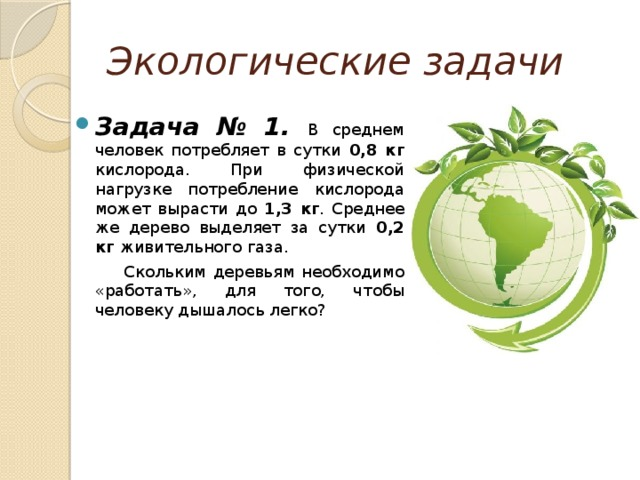 Экологические задачи
Задача № 1. В среднем
человек потребляет в сутки 0,8 кг
кислорода. При физической
нагрузке потребление кислорода
может вырасти до 1,3 кг. Среднее
же дерево выделяет за сутки 0,2
кг живительного газа.
Скольким деревьям необходимо
«работать», для того, чтобы
человеку дышалось легко?